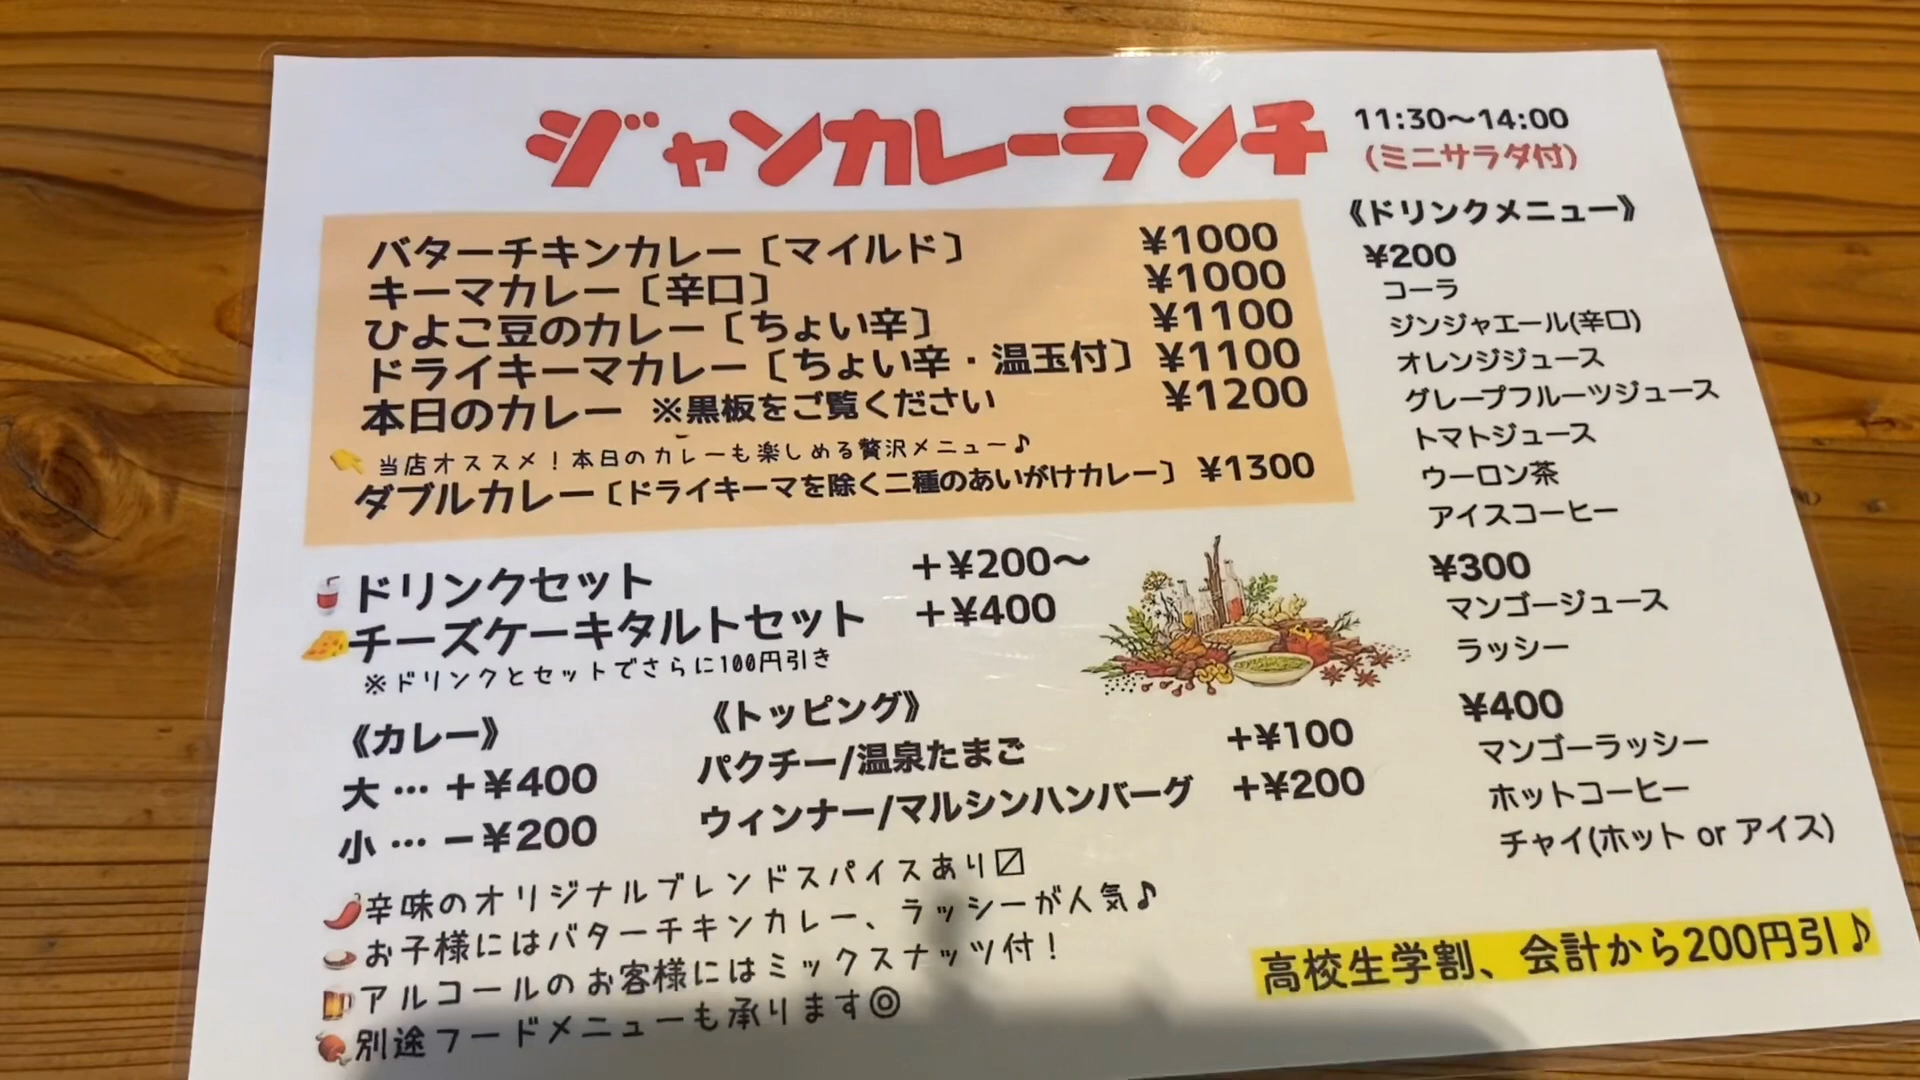 ジャンカレーランチ
11:30〜14:00
(ミニサラダ付)
バターチキンカレー〔マイルド〕 ¥1000
キーマカレー〔辛口〕 ¥1000
ひよこ豆のカレー〔ちょい辛〕 ¥1100
ドライキーマカレー〔ちょい辛・温玉付〕 ¥1100
本日のカレー ※黒板をご覧ください ¥1200
👉 当店オススメ！本日のカレーも楽しめる贅沢メニュー♪
ダブルカレー〔ドライキーマを除く二種のあいがけカレー〕 ¥1300
ドリンクセット +¥200〜
チーズケーキタルトセット +¥400
※ドリンクとセットでさらに100円引き
《カレー》
大 … +¥400
小 … −¥200
《トッピング》
パクチー/温泉たまご +¥100
ウィンナー/マルシンハンバーグ +¥200
辛味のオリジナルブレンドスパイスあり〼
お子様にはバターチキンカレー、ラッシーが人気♪
アルコールのお客様にはミックスナッツ付！
別途フードメニューも承ります◎
《ドリンクメニュー》
¥200
コーラ
ジンジャエール(辛口)
オレンジジュース
グレープフルーツジュース
トマトジュース
ウーロン茶
アイスコーヒー
¥300
マンゴージュース
ラッシー
¥400
マンゴーラッシー
ホットコーヒー
チャイ(ホット or アイス)
高校生学割、会計から200円引♪